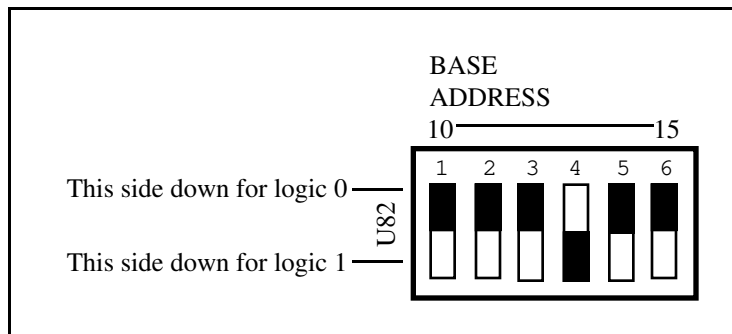 BASE
ADDRESS
10 15
1 2 3 4 5 6
This side down for logic 0
U82
This side down for logic 1